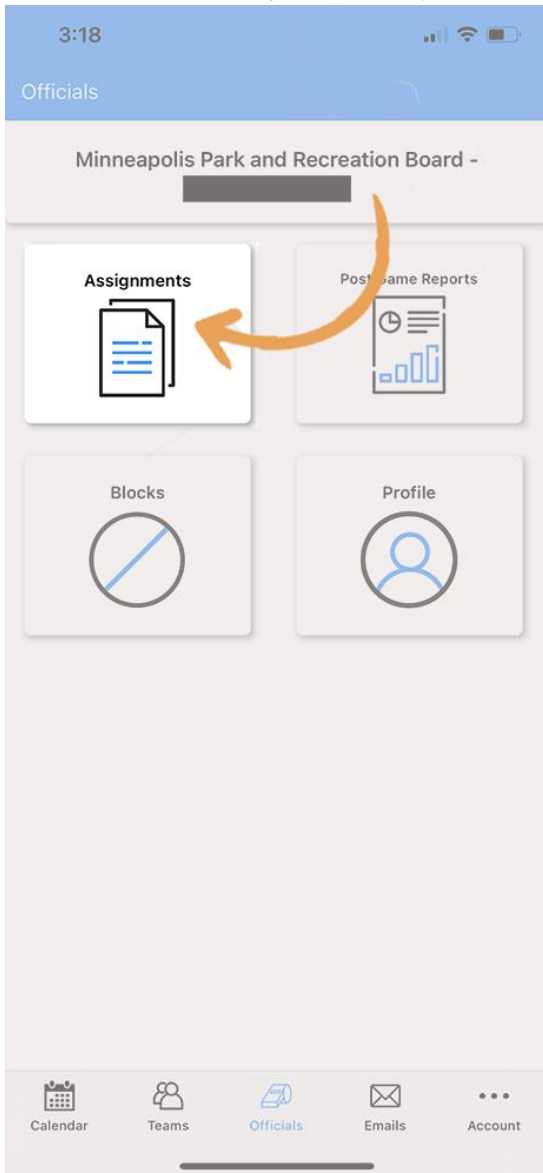 3:18
Officials
Minneapolis Park and Recreation Board -
Assignments
Post Game Reports
Blocks
Profile
Calendar
Teams
Officials
Emails
Account